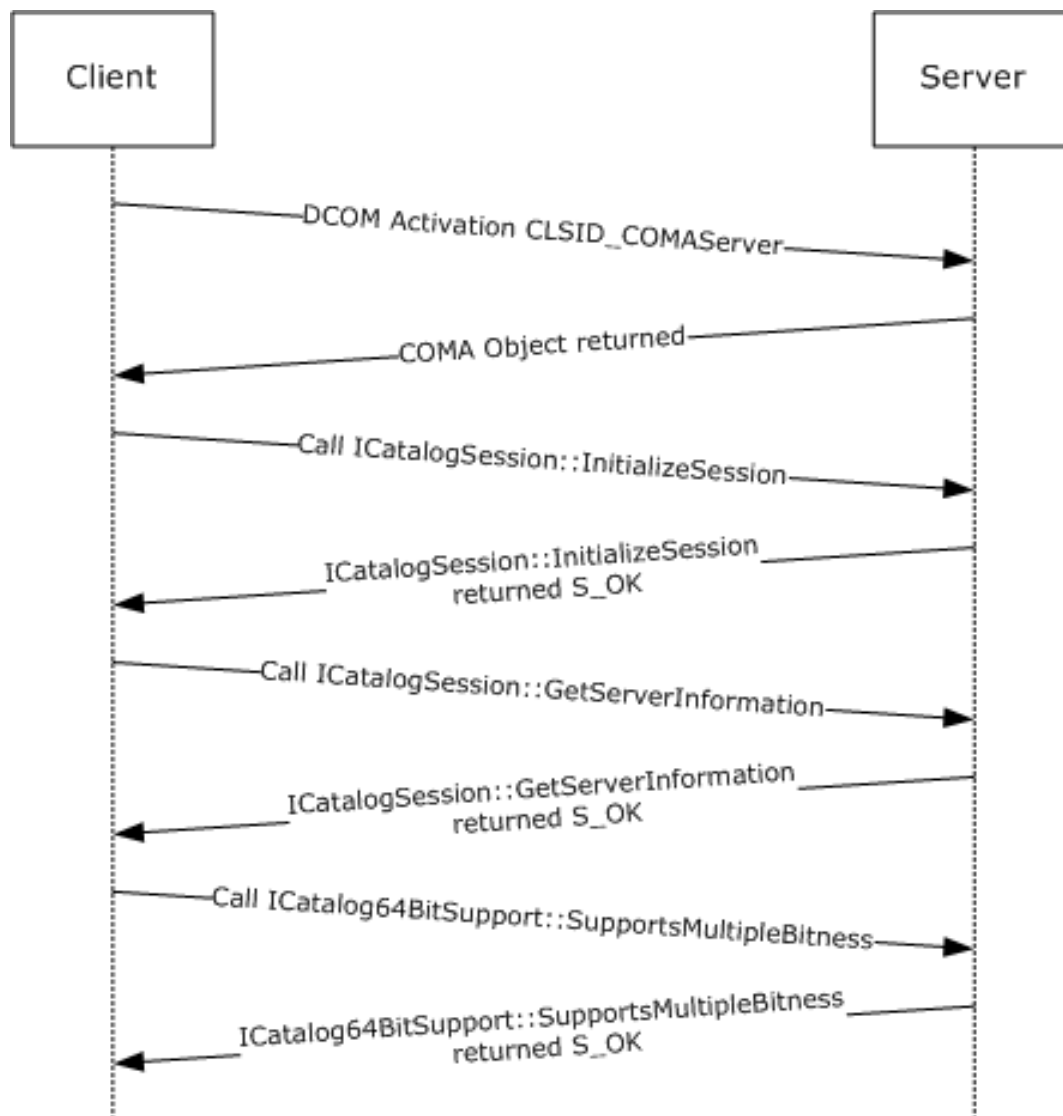 Client
Server
DCOM Activation CLSID_COMAServer
COMA Object returned
Call ICatalogSession::InitializeSession
ICatalogSession::InitializeSession
returned S_OK
Call ICatalogSession::GetServerInformation
ICatalogSession::GetServerInformation
returned S_OK
Call ICatalog64BitSupport::SupportsMultipleBitness
ICatalog64BitSupport::SupportsMultipleBitness
returned S_OK